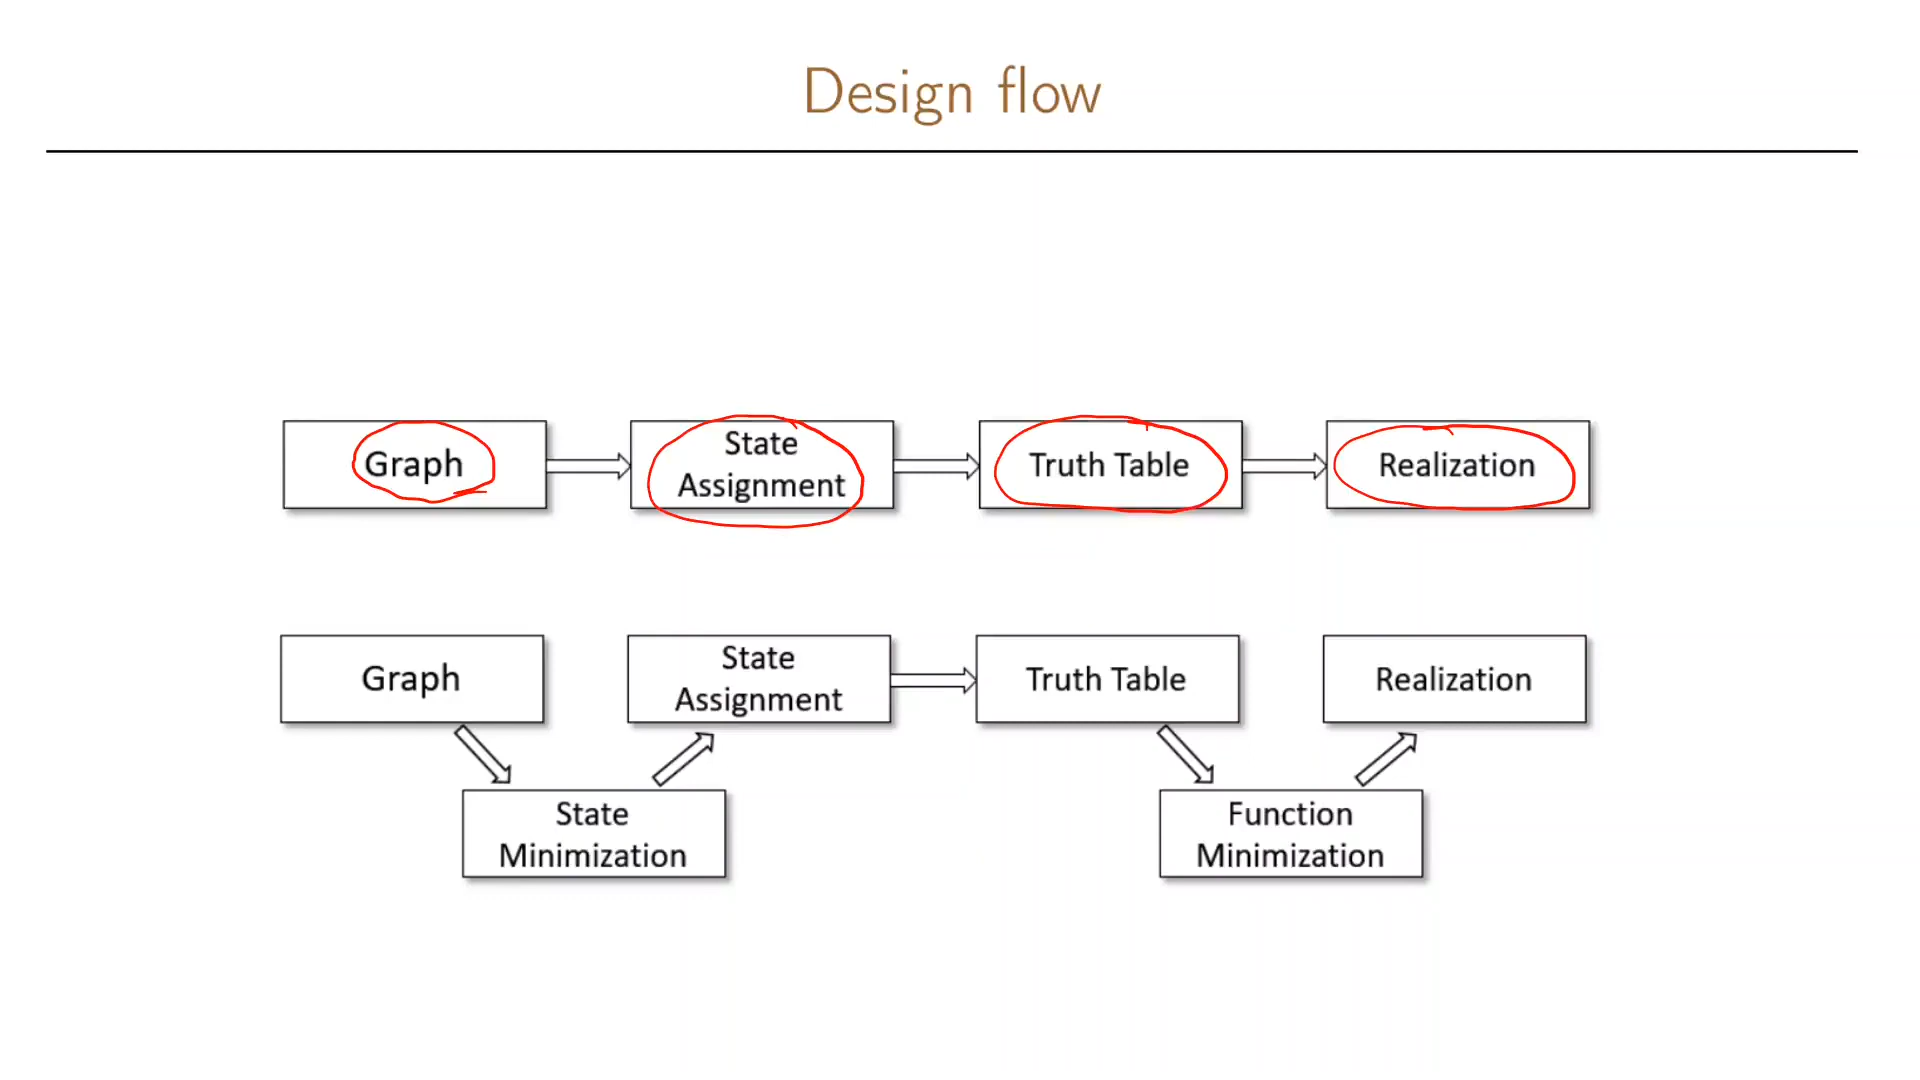 Design flow
Graph
State
Assignment
Truth Table
Realization
Graph
State
Assignment
Truth Table
Realization
State
Minimization
Function
Minimization